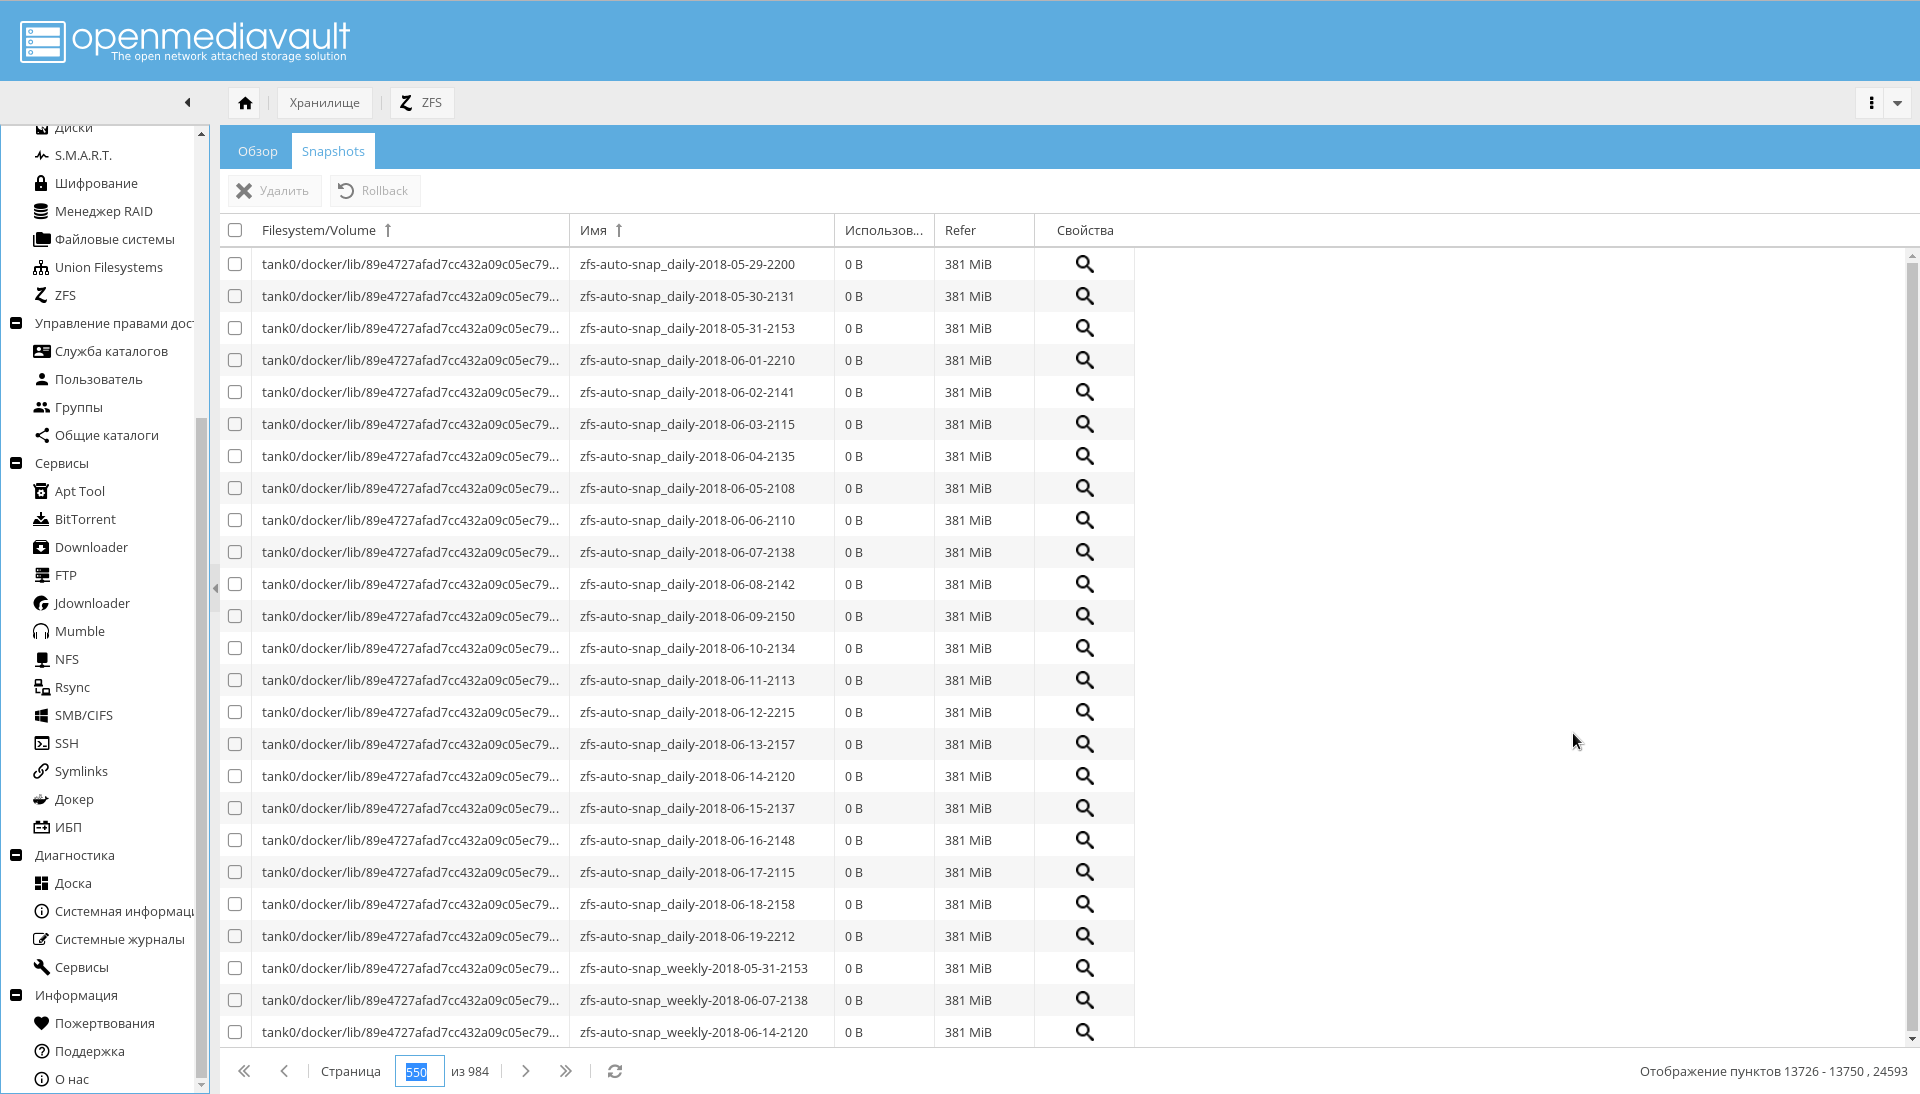 openmediavault
The open network attached storage solution
Хранилище
ZFS
Диски
S.M.A.R.T.
Шифрование
Менеджер RAID
Файловые системы
Union Filesystems
ZFS
Управление правами дос
Служба каталогов
Пользователь
Группы
Общие каталоги
Сервисы
Apt Tool
BitTorrent
Downloader
FTP
Jdownloader
Mumble
NFS
Rsync
SMB/CIFS
SSH
Symlinks
Докер
ИБП
Диагностика
Доска
Системная информаци
Системные журналы
Сервисы
Информация
Пожертвования
Поддержка
О нас
Обзор Snapshots
Удалить Rollback
Filesystem/Volume Имя Использов... Refer Свойства
tank0/docker/lib/89e4727afad7cc432a09c05ec79... zfs-auto-snap_daily-2018-05-29-2200 0 B 381 MiB
tank0/docker/lib/89e4727afad7cc432a09c05ec79... zfs-auto-snap_daily-2018-05-30-2131 0 B 381 MiB
tank0/docker/lib/89e4727afad7cc432a09c05ec79... zfs-auto-snap_daily-2018-05-31-2153 0 B 381 MiB
tank0/docker/lib/89e4727afad7cc432a09c05ec79... zfs-auto-snap_daily-2018-06-01-2210 0 B 381 MiB
tank0/docker/lib/89e4727afad7cc432a09c05ec79... zfs-auto-snap_daily-2018-06-02-2141 0 B 381 MiB
tank0/docker/lib/89e4727afad7cc432a09c05ec79... zfs-auto-snap_daily-2018-06-03-2115 0 B 381 MiB
tank0/docker/lib/89e4727afad7cc432a09c05ec79... zfs-auto-snap_daily-2018-06-04-2135 0 B 381 MiB
tank0/docker/lib/89e4727afad7cc432a09c05ec79... zfs-auto-snap_daily-2018-06-05-2108 0 B 381 MiB
tank0/docker/lib/89e4727afad7cc432a09c05ec79... zfs-auto-snap_daily-2018-06-06-2110 0 B 381 MiB
tank0/docker/lib/89e4727afad7cc432a09c05ec79... zfs-auto-snap_daily-2018-06-07-2138 0 B 381 MiB
tank0/docker/lib/89e4727afad7cc432a09c05ec79... zfs-auto-snap_daily-2018-06-08-2142 0 B 381 MiB
tank0/docker/lib/89e4727afad7cc432a09c05ec79... zfs-auto-snap_daily-2018-06-09-2150 0 B 381 MiB
tank0/docker/lib/89e4727afad7cc432a09c05ec79... zfs-auto-snap_daily-2018-06-10-2134 0 B 381 MiB
tank0/docker/lib/89e4727afad7cc432a09c05ec79... zfs-auto-snap_daily-2018-06-11-2113 0 B 381 MiB
tank0/docker/lib/89e4727afad7cc432a09c05ec79... zfs-auto-snap_daily-2018-06-12-2215 0 B 381 MiB
tank0/docker/lib/89e4727afad7cc432a09c05ec79... zfs-auto-snap_daily-2018-06-13-2157 0 B 381 MiB
tank0/docker/lib/89e4727afad7cc432a09c05ec79... zfs-auto-snap_daily-2018-06-14-2120 0 B 381 MiB
tank0/docker/lib/89e4727afad7cc432a09c05ec79... zfs-auto-snap_daily-2018-06-15-2137 0 B 381 MiB
tank0/docker/lib/89e4727afad7cc432a09c05ec79... zfs-auto-snap_daily-2018-06-16-2148 0 B 381 MiB
tank0/docker/lib/89e4727afad7cc432a09c05ec79... zfs-auto-snap_daily-2018-06-17-2115 0 B 381 MiB
tank0/docker/lib/89e4727afad7cc432a09c05ec79... zfs-auto-snap_daily-2018-06-18-2158 0 B 381 MiB
tank0/docker/lib/89e4727afad7cc432a09c05ec79... zfs-auto-snap_daily-2018-06-19-2212 0 B 381 MiB
tank0/docker/lib/89e4727afad7cc432a09c05ec79... zfs-auto-snap_weekly-2018-05-31-2153 0 B 381 MiB
tank0/docker/lib/89e4727afad7cc432a09c05ec79... zfs-auto-snap_weekly-2018-06-07-2138 0 B 381 MiB
tank0/docker/lib/89e4727afad7cc432a09c05ec79... zfs-auto-snap_weekly-2018-06-14-2120 0 B 381 MiB
Страница 550 из 984
Отображение пунктов 13726 - 13750 , 24593